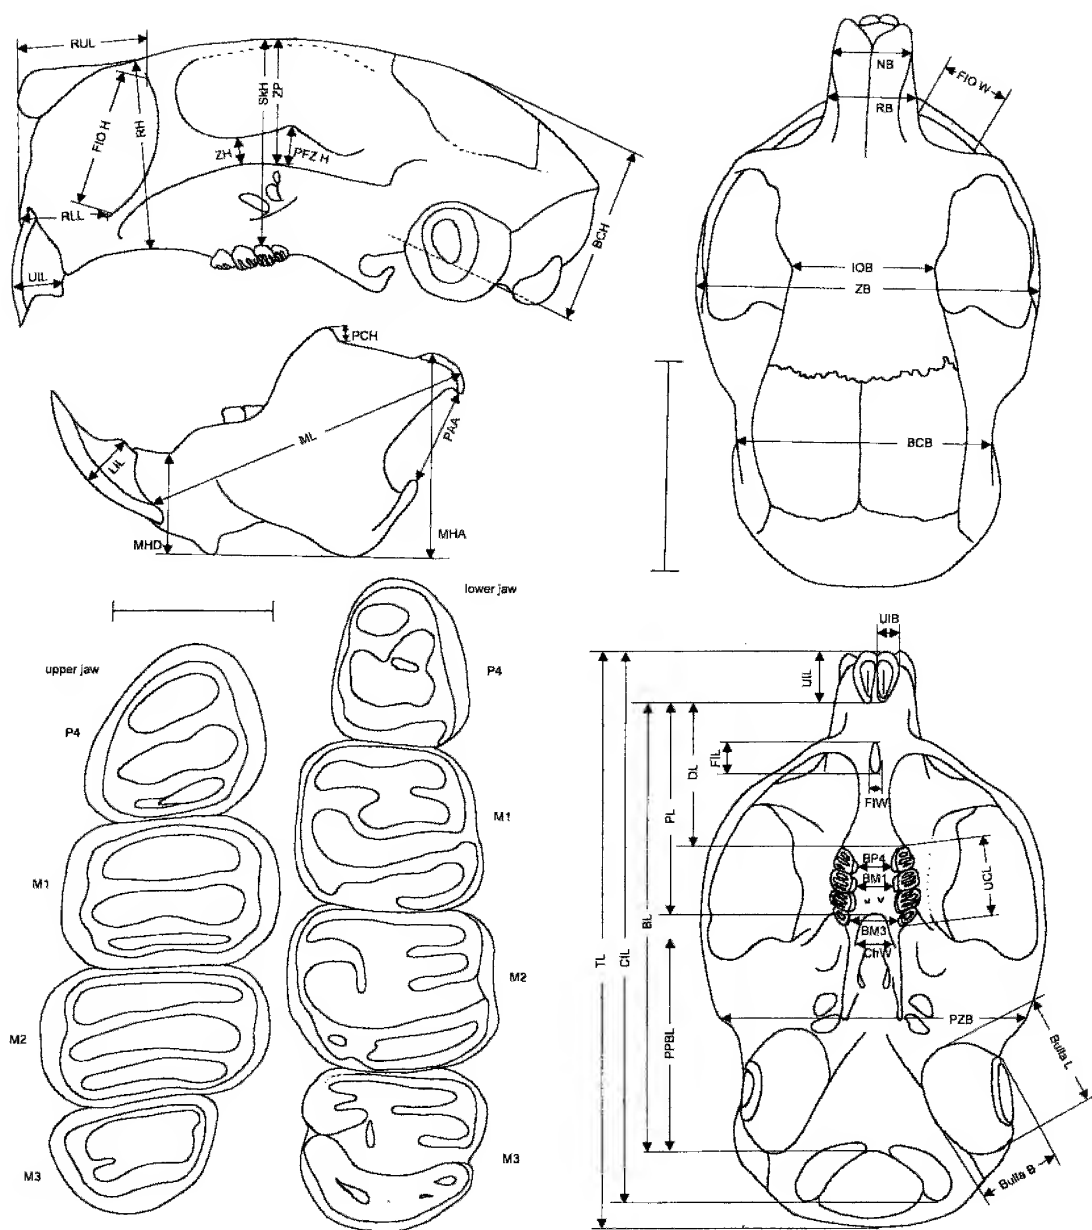 RUL
FIO H
RH
SkH
ZP
ZH
PFZ H
RLL
UIL
BCH
NB
RB
FIO W
IOB
ZB
BCB
PCH
ML
LIL
PAA
MHD
MHA
upper jaw
P4
M1
M2
M3
lower jaw
P4
M1
M2
M3
UIB
UIL
FIL
DL
FIW
PL
BP4
BM1
UCL
BM3
ChW
BL
TL
CIL
PPBL
PZB
Bulla L
Bulla B